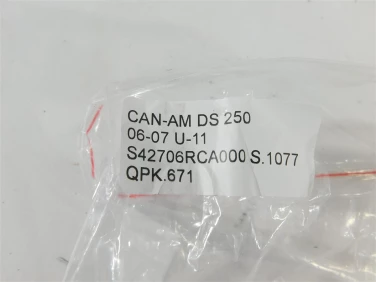 CAN-AM DS 250
06-07 U-11
S42706RCA000 S.1077
QPK.671